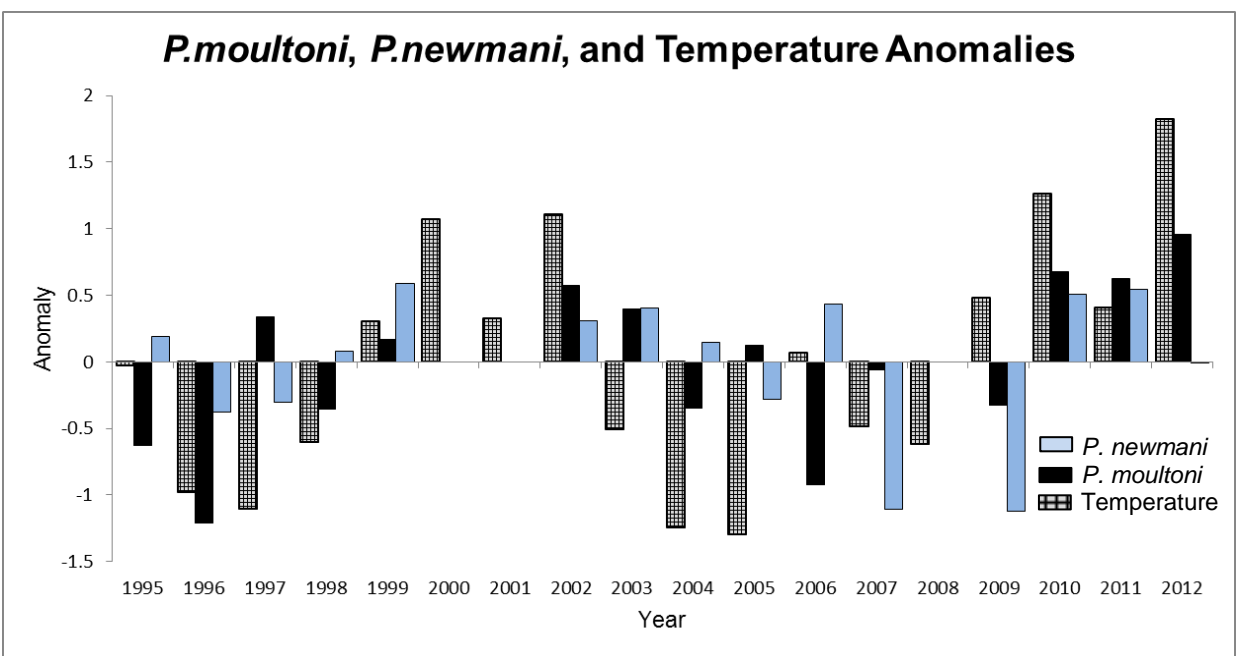 P.moultoni, P.newmani, and Temperature Anomalies
2
1.5
1
0.5
0
-0.5
-1
-1.5
Anomaly
1995 1996 1997 1998 1999 2000 2001 2002 2003 2004 2005 2006 2007 2008 2009 2010 2011 2012
Year
P. newmani
P. moultoni
Temperature